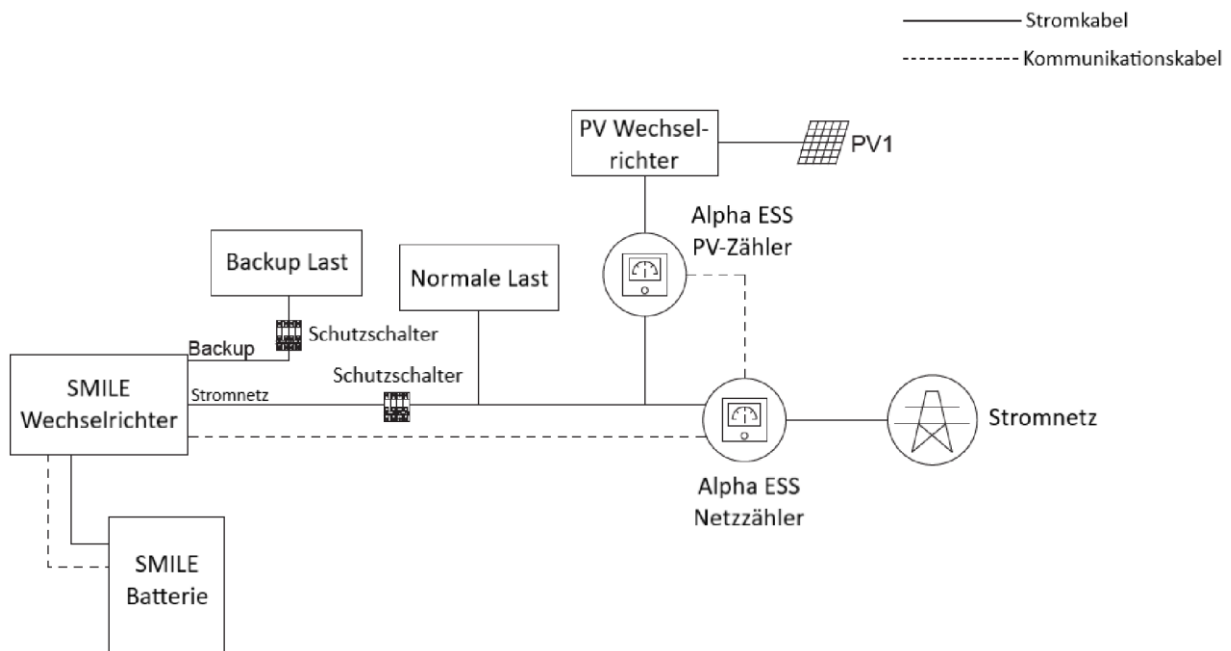 Stromkabel
Kommunikationskabel
PV Wechsel-
richter
PV1
Alpha ESS
PV-Zähler
Backup Last
Normale Last
Schutzschalter
Backup
Schutzschalter
SMILE
Wechselrichter
Stromnetz
Stromnetz
Alpha ESS
Netzzähler
SMILE
Batterie